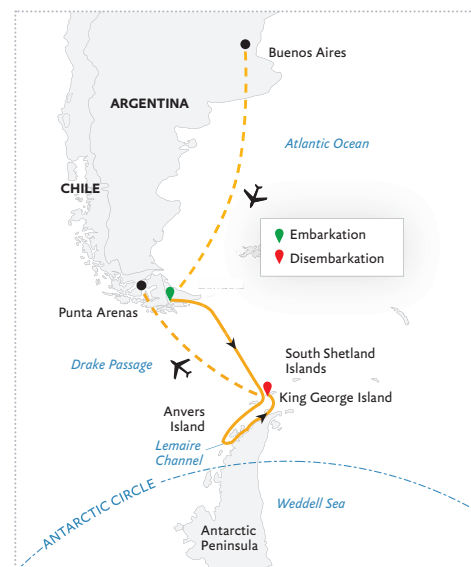 Buenos Aires
ARGENTINA
Atlantic Ocean
CHILE
Embarkation
Disembarkation
Punta Arenas
Drake Passage
South Shetland
Islands
King George Island
Anvers
Island
Lemaire
Channel
ANTARCTIC CIRCLE
Weddell Sea
Antarctic
Peninsula